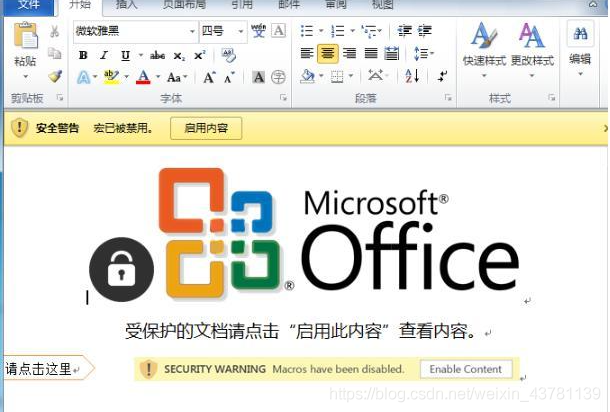 文件 开始 插入 页面布局 引用 邮件 审阅 视图
微软雅黑 四号 wén 文 A
粘贴
B I U abc x₂ x²
A ab A Aa A A A 字
快速样式 更改样式 编辑
剪贴板 字体 段落 样式
安全警告 宏已被禁用。 启用内容
Microsoft®
Office
®
受保护的文档请点击“启用此内容”查看内容。
请点击这里
SECURITY WARNING Macros have been disabled. Enable Content
https://blog.csdn.net/weixin_43781139